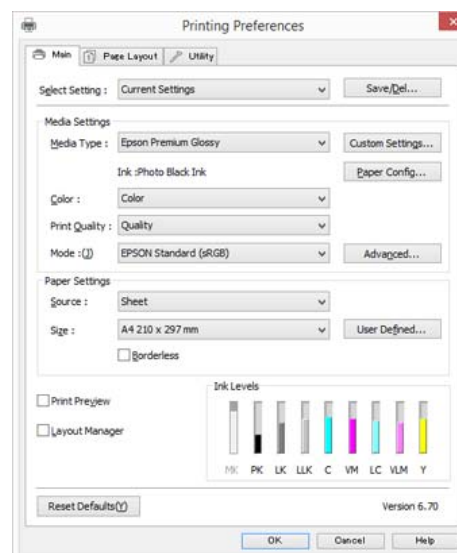 Printing Preferences
Main Page Layout Utility
Select Setting : Current Settings Save/Del...
Media Settings
Media Type : Epson Premium Glossy Custom Settings...
Ink :Photo Black Ink Paper Config...
Color : Color
Print Quality : Quality
Mode :(J) EPSON Standard (sRGB) Advanced...
Paper Settings
Source : Sheet
Size : A4 210 x 297 mm User Defined...
Borderless
Print Preview
Layout Manager
Ink Levels
MK PK LK LLK C VM LC VLM Y
Reset Defaults(Y) Version 6.70
OK Cancel Help